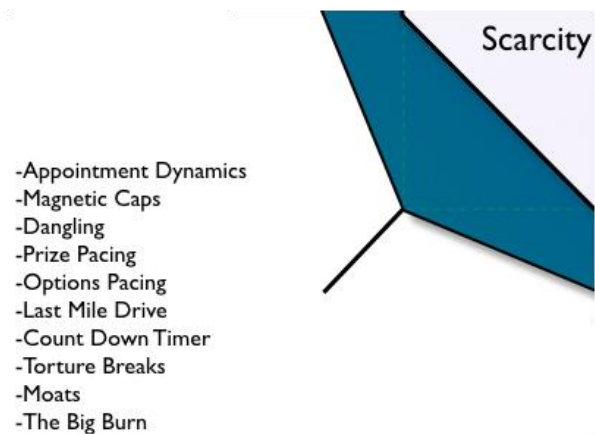 Scarcity
-Appointment Dynamics
-Magnetic Caps
-Dangling
-Prize Pacing
-Options Pacing
-Last Mile Drive
-Count Down Timer
-Torture Breaks
-Moats
-The Big Burn